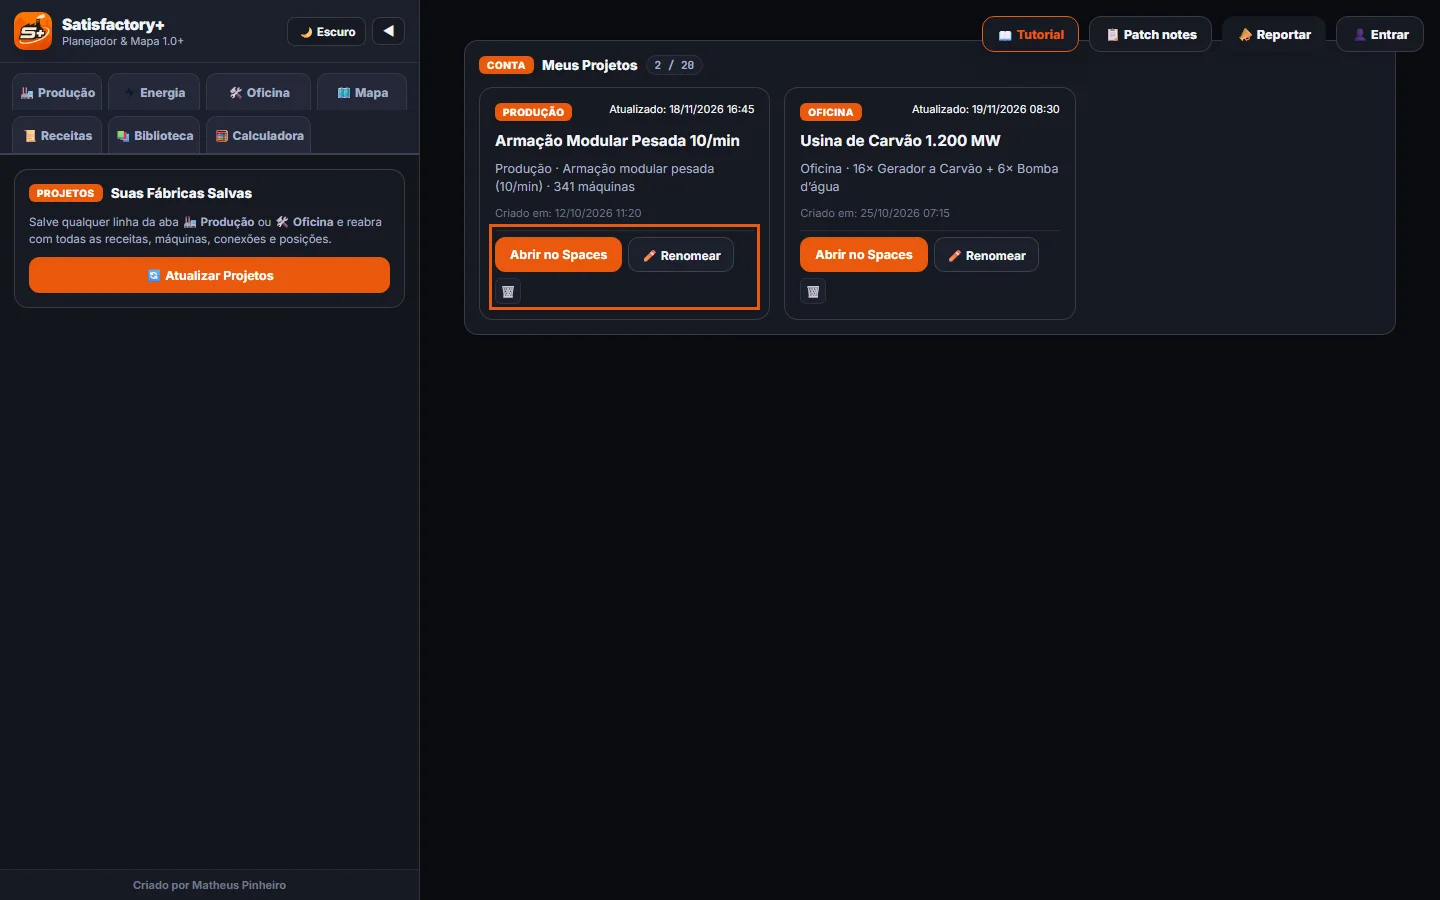 Satisfactory+
Planejador & Mapa 1.0+
Escuro
Produção
Energia
Oficina
Mapa
Receitas
Biblioteca
Calculadora
PROJETOS Suas Fábricas Salvas
Salve qualquer linha da aba Produção ou Oficina e reabra
com todas as receitas, máquinas, conexões e posições.
Atualizar Projetos
Criado por Matheus Pinheiro
Tutorial
Patch notes
Reportar
Entrar
CONTA Meus Projetos 2 / 20
PRODUÇÃO Atualizado: 18/11/2026 16:45
Armação Modular Pesada 10/min
Produção · Armação modular pesada
(10/min) · 341 máquinas
Criado em: 12/10/2026 11:20
Abrir no Spaces
Renomear
OFICINA Atualizado: 19/11/2026 08:30
Usina de Carvão 1.200 MW
Oficina · 16× Gerador a Carvão + 6× Bomba
d’água
Criado em: 25/10/2026 07:15
Abrir no Spaces
Renomear